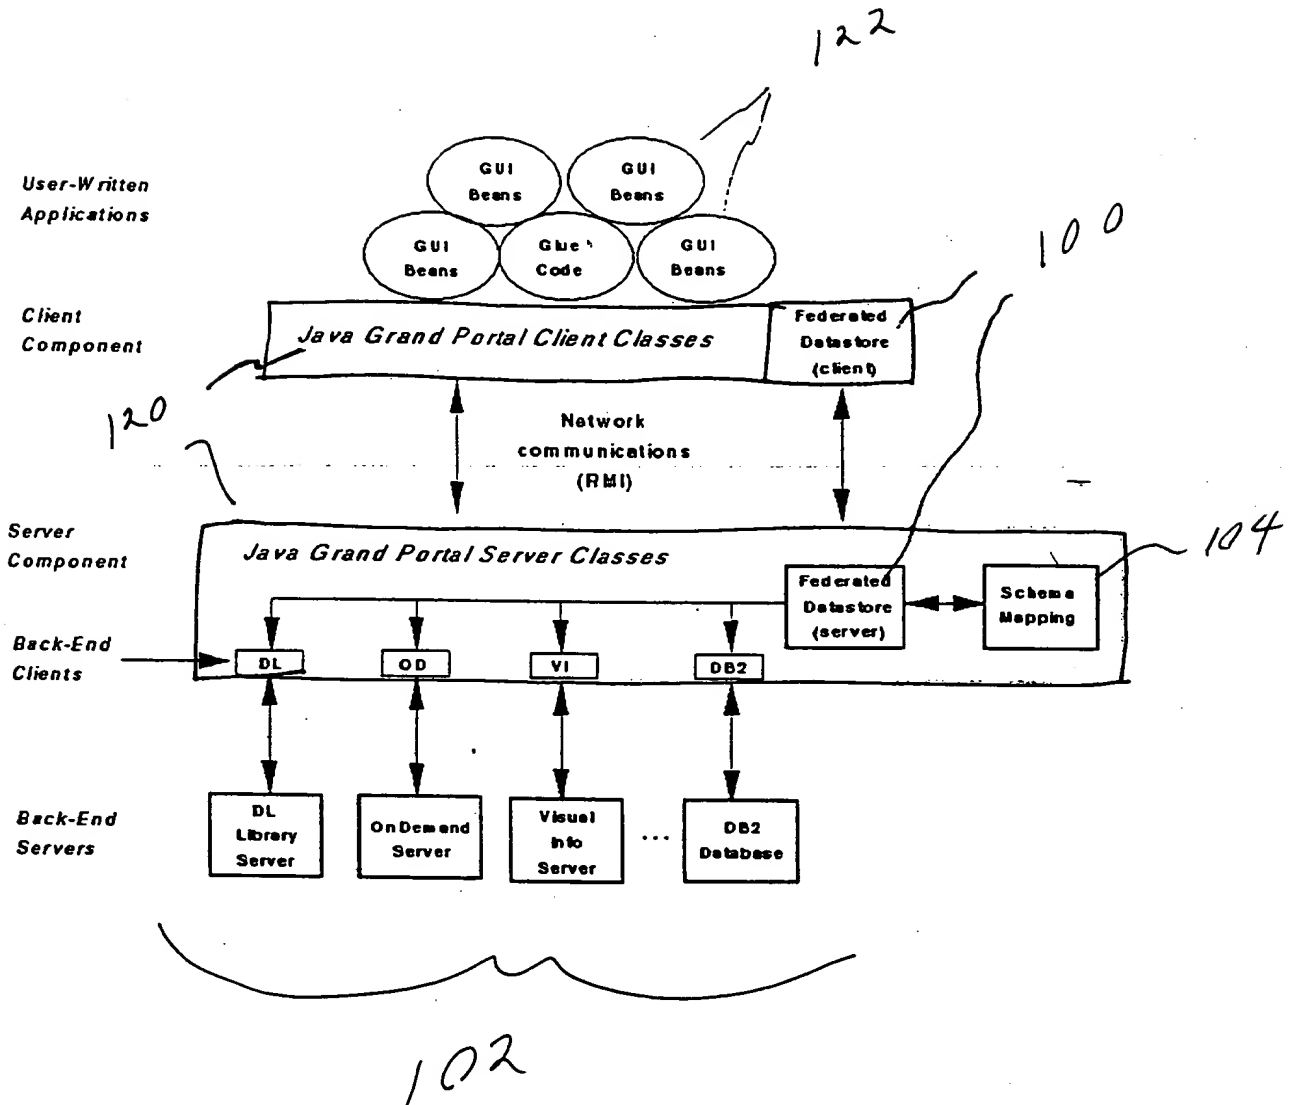 122
User-Written
Applications
GUI
Beans
GUI
Beans
GUI
Beans
Glue
Code
GUI
Beans
100
Client
Component
Java Grand Portal Client Classes
Federated
Datastore
(client)
120
Network
communications
(RMI)
Server
Component
Java Grand Portal Server Classes
104
Federated
Datastore
(server)
Schema
Mapping
Back-End
Clients
DL
OD
VI
DB2
Back-End
Servers
DL
Library
Server
OnDemand
Server
Visual
Info
Server
...
DB2
Database
102